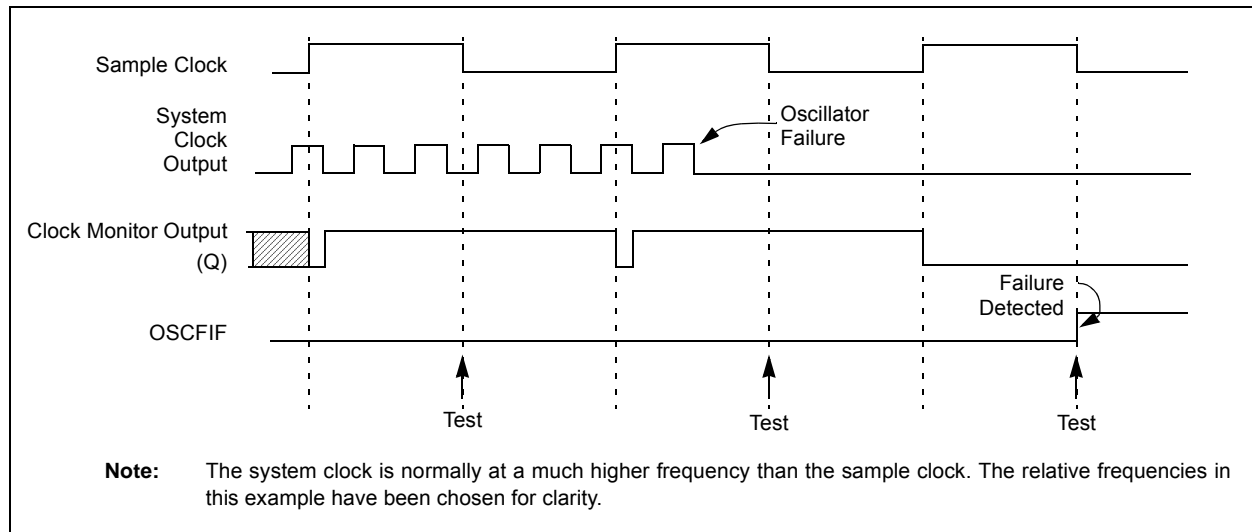 Sample Clock
System
Clock
Output
Oscillator
Failure
Clock Monitor Output
(Q)
Failure
Detected
OSCFIF
Test
Test
Test
Note: The system clock is normally at a much higher frequency than the sample clock. The relative frequencies in
this example have been chosen for clarity.